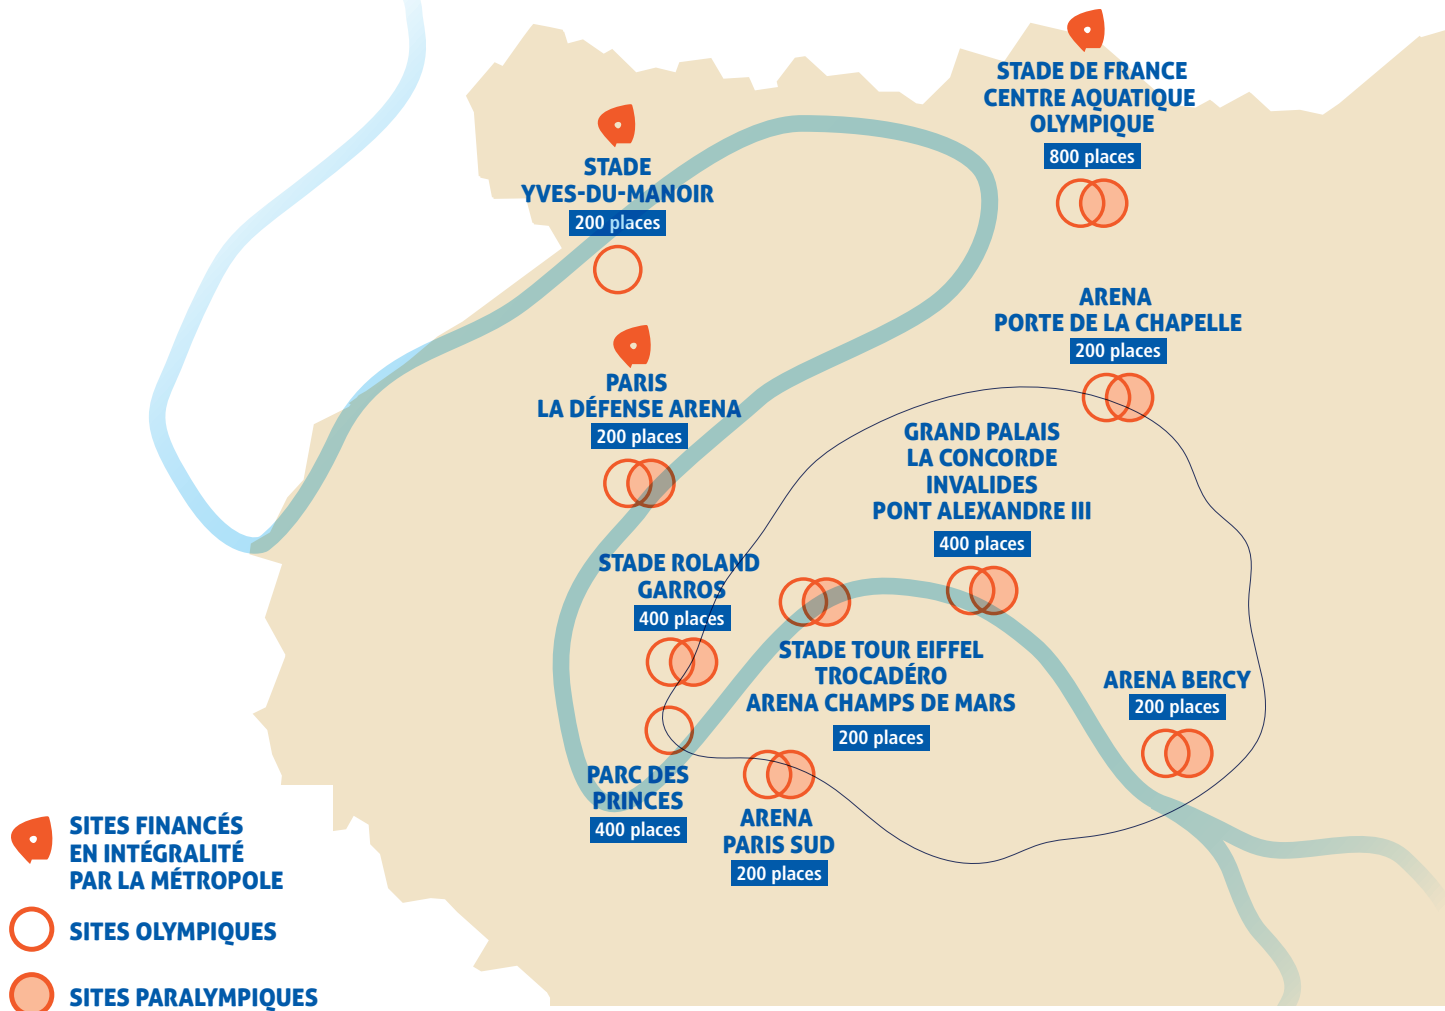 STADE DE FRANCE
CENTRE AQUATIQUE
OLYMPIQUE
800 places
STADE
YVES-DU-MANOIR
200 places
ARENA
PORTE DE LA CHAPELLE
200 places
PARIS
LA DÉFENSE ARENA
200 places
GRAND PALAIS
LA CONCORDE
INVALIDES
PONT ALEXANDRE III
400 places
STADE ROLAND
GARROS
400 places
STADE TOUR EIFFEL
TROCADÉRO
ARENA CHAMPS DE MARS
200 places
ARENA BERCY
200 places
PARC DES
PRINCES
400 places
ARENA
PARIS SUD
200 places
SITES FINANCÉS
EN INTÉGRALITÉ
PAR LA MÉTROPOLE
SITES OLYMPIQUES
SITES PARALYMPIQUES